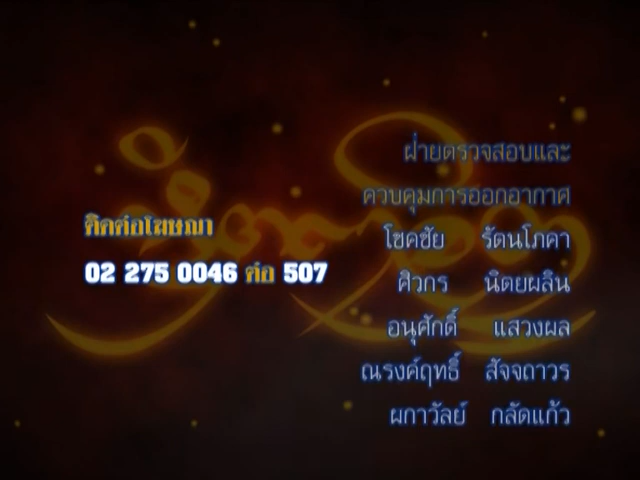 ติดต่อโฆษณา
02 275 0046 ต่อ 507
ฝ่ายตรวจสอบและ
ควบคุมการออกอากาศ
โชคชัย รัตนโภคา
ศิวกร นิตยผลิน
อนุศักดิ์ แสวงผล
ณรงค์ฤทธิ์ สัจจถาวร
ผกาวัลย์ กลัดแก้ว